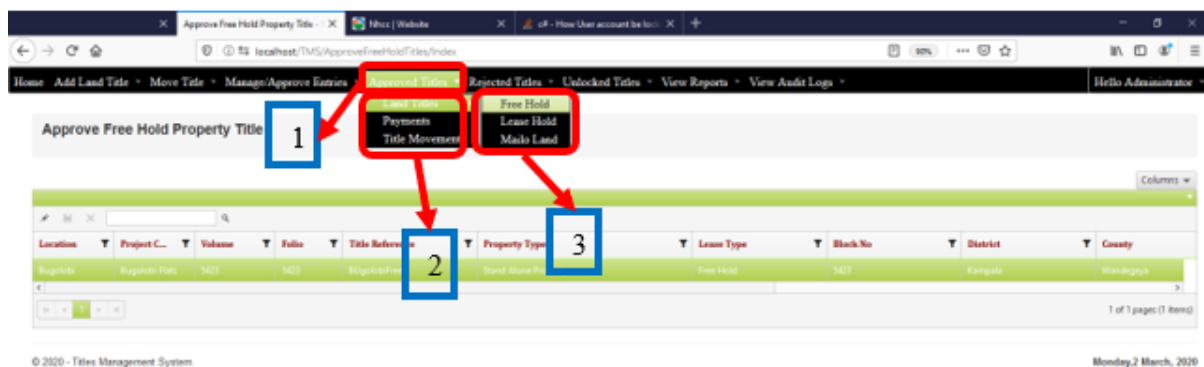 Approve Free Hold Property Title - X Nhcc | Website X c# - How User account be loc X +
localhost/TMS/ApproveFreeHoldTitles/Index 90%
Home Add Land Title Move Title Manage/Approve Entries Approved Titles Rejected Titles Unlocked Titles View Reports View Audit Logs Hello Administrator
Land Titles Free Hold
Payments Lease Hold
Title Movement Mailo Land
Approve Free Hold Property Title
1
Columns
Location Project C... Volume Folio Title Reference Property Type Lease Type Block No District County
2
3
Bugolobi Bugolobi Flats 5423 5423 Stand Alone Free Hold 5423 Kampala Wandegeya
1
1 of 1 pages (1 items)
© 2020 - Titles Management System Monday,2 March, 2020